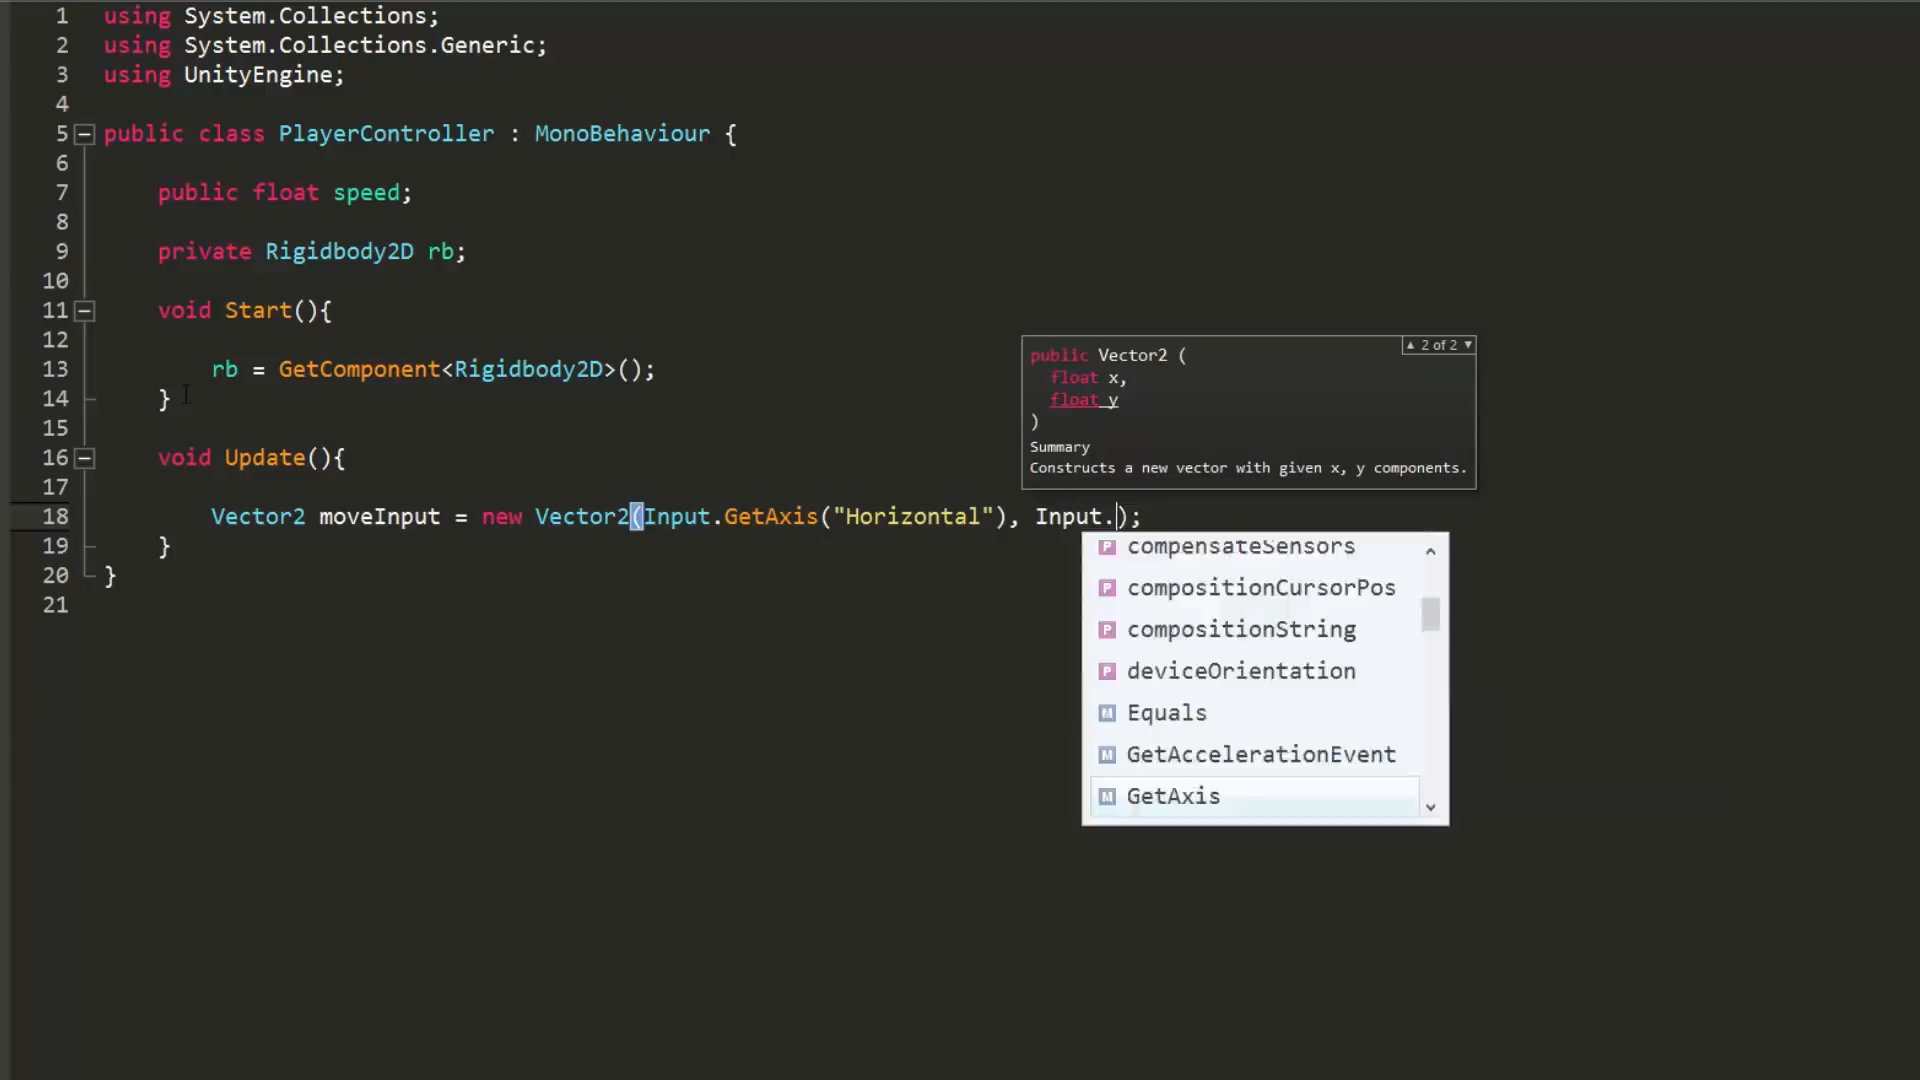 1 using System.Collections;
2 using System.Collections.Generic;
3 using UnityEngine;
4
5 public class PlayerController : MonoBehaviour {
6
7 public float speed;
8
9 private Rigidbody2D rb;
10
11 void Start(){
12
13 rb = GetComponent<Rigidbody2D>();
14 }
15
16 void Update(){
17
18 Vector2 moveInput = new Vector2(Input.GetAxis("Horizontal"), Input.);
19 }
20 }
21
▲ 2 of 2 ▼
public Vector2 (
float x,
float y
)
Summary
Constructs a new vector with given x, y components.
P compensateSensors
P compositionCursorPos
P compositionString
P deviceOrientation
M Equals
M GetAccelerationEvent
M GetAxis